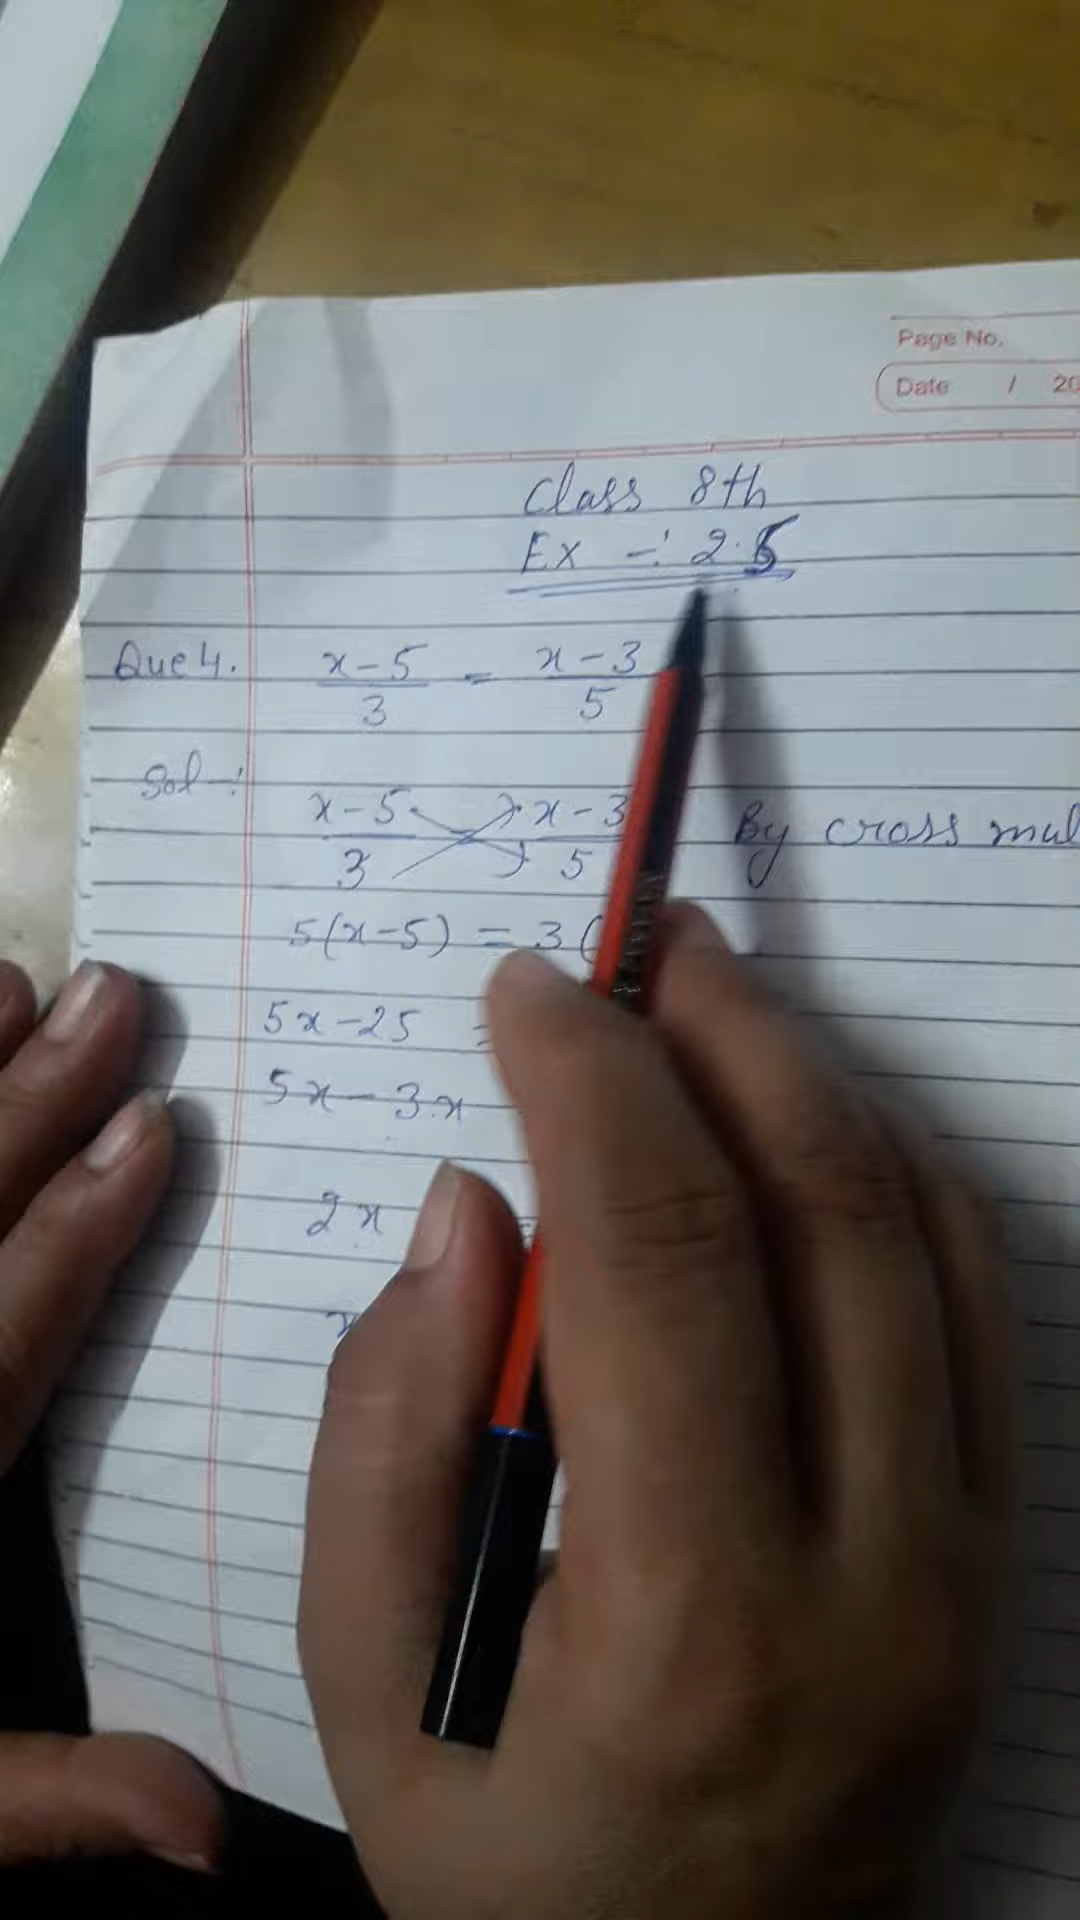 Page No.
Date / 20
Class 8th
Ex -: 2.5
Que 4. x-5/3 = x-3/5
Sol -:
x-5/3 x-3/5 By cross mul
5(x-5) = 3(
5x-25 =
5x-3x
2x
x